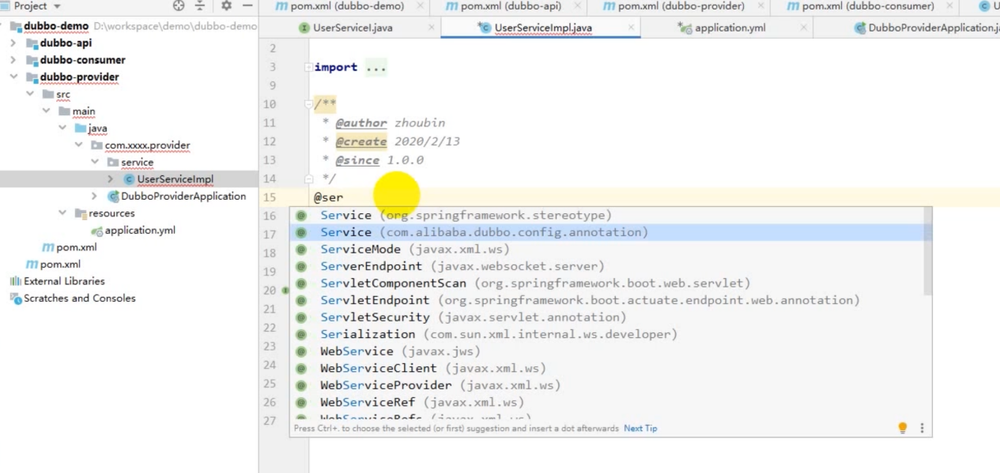 Project
pom.xml (dubbo-demo)
pom.xml (dubbo-api)
pom.xml (dubbo-provider)
pom.xml (dubbo-consumer)
UserServiceI.java
UserServiceImpl.java
application.yml
DubboProviderApplication.j
dubbo-demo D:\workspace\demo\dubbo-demo
dubbo-api
dubbo-consumer
dubbo-provider
src
main
java
com.xxxx.provider
service
UserServiceImpl
DubboProviderApplication
resources
application.yml
pom.xml
pom.xml
External Libraries
Scratches and Consoles
2
3 import ...
9
10 /**
11 * @author zhoubin
12 * @create 2020/2/13
13 * @since 1.0.0
14 */
15 @ser
16
17
18
19
20
21
22
23
24
25
26
27
Service (org.springframework.stereotype)
Service (com.alibaba.dubbo.config.annotation)
ServiceMode (javax.xml.ws)
ServerEndpoint (javax.websocket.server)
ServletComponentScan (org.springframework.boot.web.servlet)
ServletEndpoint (org.springframework.boot.actuate.endpoint.web.annotation)
ServletSecurity (javax.servlet.annotation)
Serialization (com.sun.xml.internal.ws.developer)
WebService (javax.jws)
WebServiceClient (javax.xml.ws)
WebServiceProvider (javax.xml.ws)
WebServiceRef (javax.xml.ws)
WebServiceRefs (javax.xml.ws)
Press Ctrl+. to choose the selected (or first) suggestion and insert a dot afterwards Next Tip